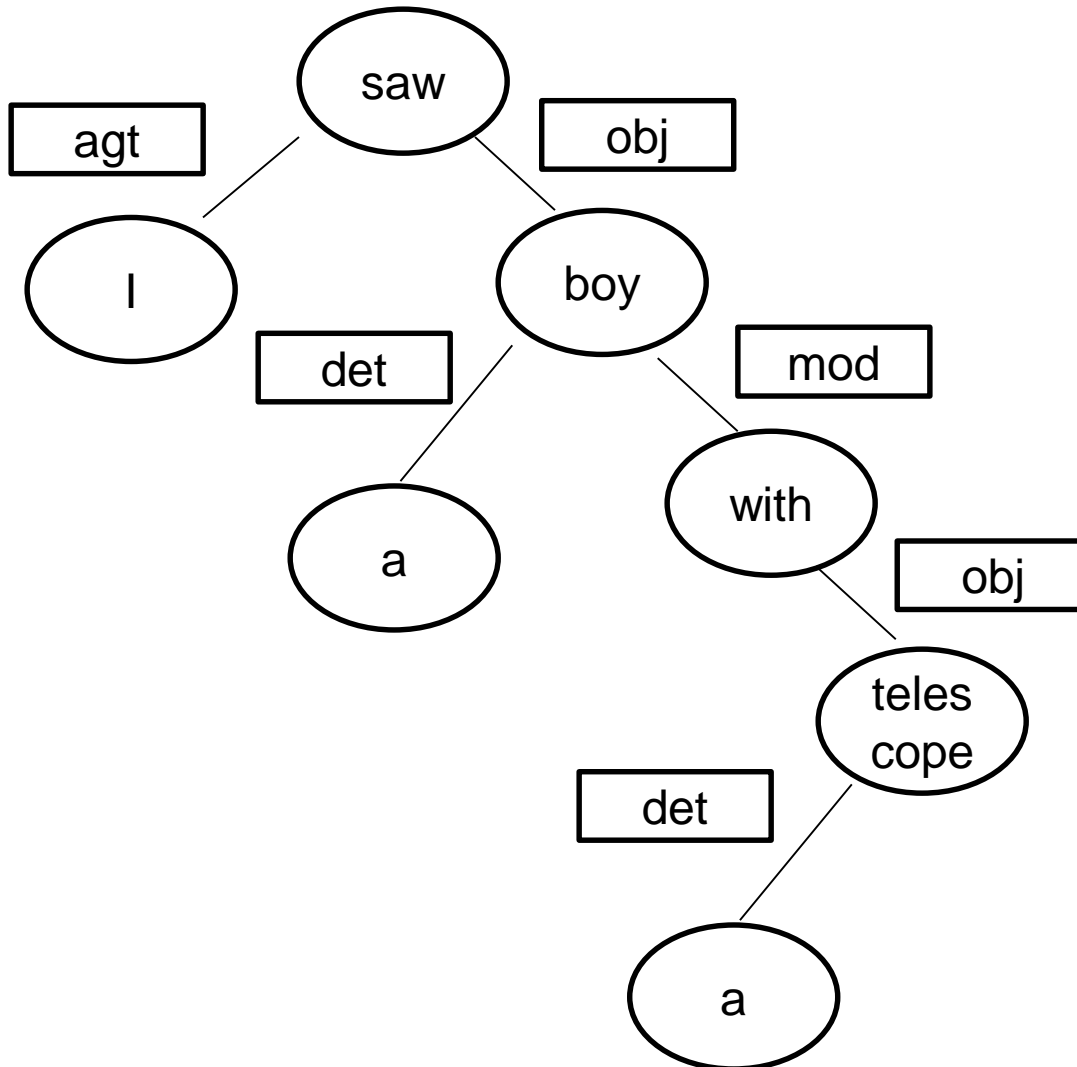 saw
agt
obj
I
boy
det
mod
with
a
obj
teles
cope
det
a